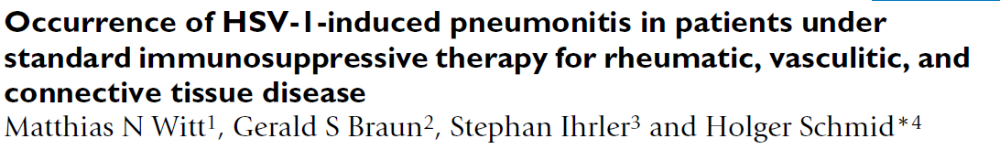 Occurrence of HSV-1-induced pneumonitis in patients under
standard immunosuppressive therapy for rheumatic, vasculitic, and
connective tissue disease
Matthias N Witt¹, Gerald S Braun², Stephan Ihrler³ and Holger Schmid*⁴